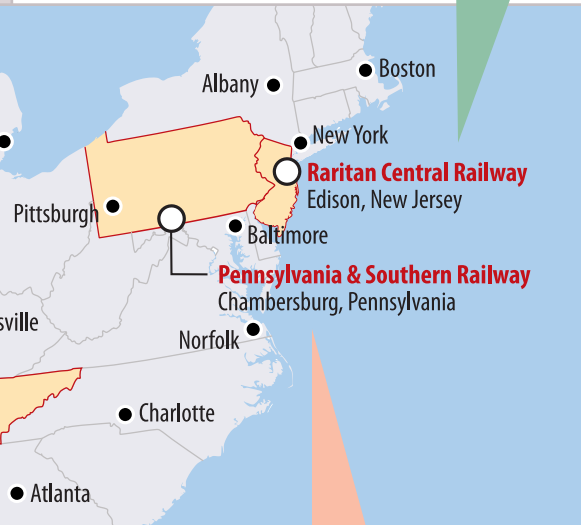 Boston
Albany
New York
Raritan Central Railway
Edison, New Jersey
Pittsburgh
Baltimore
Pennsylvania & Southern Railway
Chambersburg, Pennsylvania
sville
Norfolk
Charlotte
Atlanta